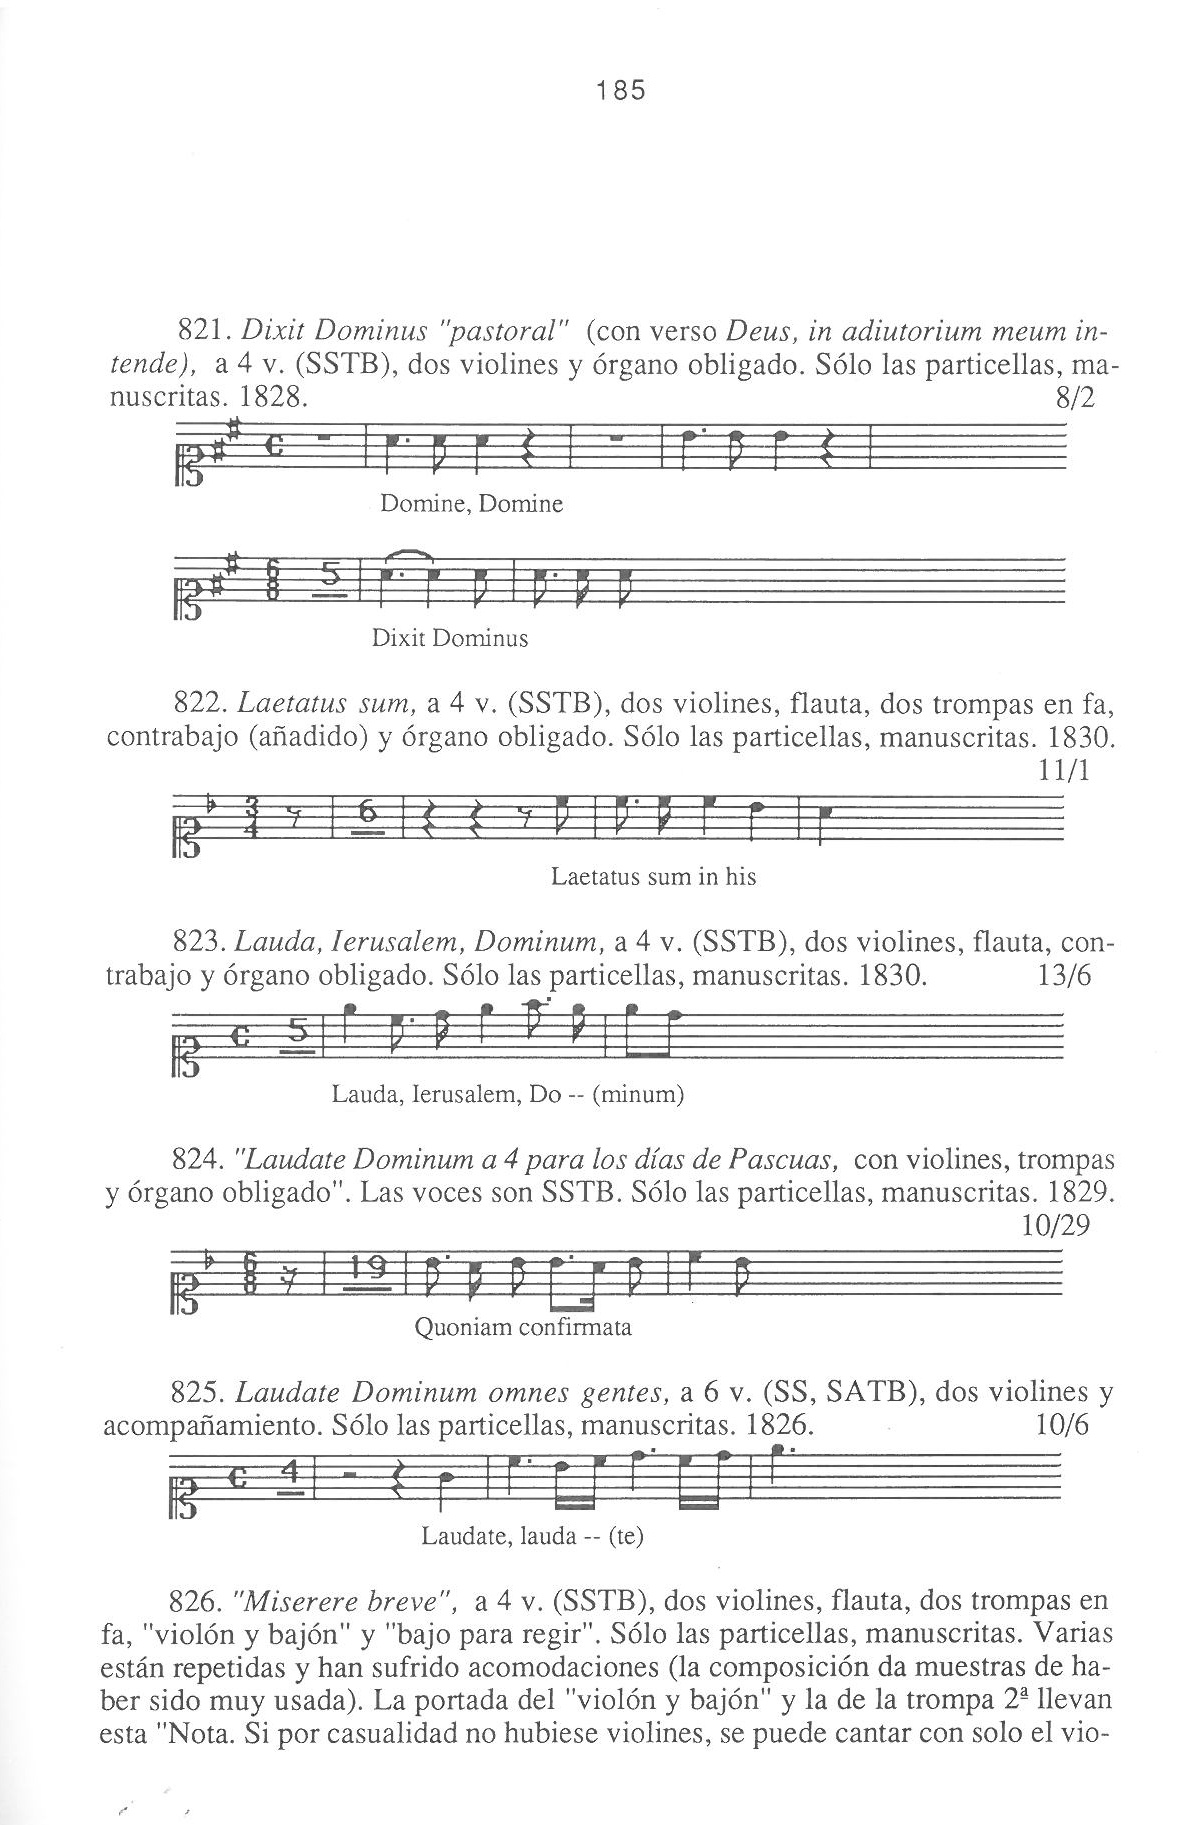 185
821. Dixit Dominus "pastoral" (con verso Deus, in adiutorium meum in-
tende), a 4 v. (SSTB), dos violines y órgano obligado. Sólo las particellas, ma-
nuscritas. 1828. 8/2
Domine, Domine
6 8 5
Dixit Dominus
822. Laetatus sum, a 4 v. (SSTB), dos violines, flauta, dos trompas en fa,
contrabajo (añadido) y órgano obligado. Sólo las particellas, manuscritas. 1830.
11/1
3 4 6
Laetatus sum in his
823. Lauda, Ierusalem, Dominum, a 4 v. (SSTB), dos violines, flauta, con-
trabajo y órgano obligado. Sólo las particellas, manuscritas. 1830. 13/6
5
Lauda, Ierusalem, Do -- (minum)
824. "Laudate Dominum a 4 para los días de Pascuas, con violines, trompas
y órgano obligado". Las voces son SSTB. Sólo las particellas, manuscritas. 1829.
10/29
6 8 19
Quoniam confirmata
825. Laudate Dominum omnes gentes, a 6 v. (SS, SATB), dos violines y
acompañamiento. Sólo las particellas, manuscritas. 1826. 10/6
4
Laudate, lauda -- (te)
826. "Miserere breve", a 4 v. (SSTB), dos violines, flauta, dos trompas en
fa, "violón y bajón" y "bajo para regir". Sólo las particellas, manuscritas. Varias
están repetidas y han sufrido acomodaciones (la composición da muestras de ha-
ber sido muy usada). La portada del "violón y bajón" y la de la trompa 2ª llevan
esta "Nota. Si por casualidad no hubiese violines, se puede cantar con solo el vio-